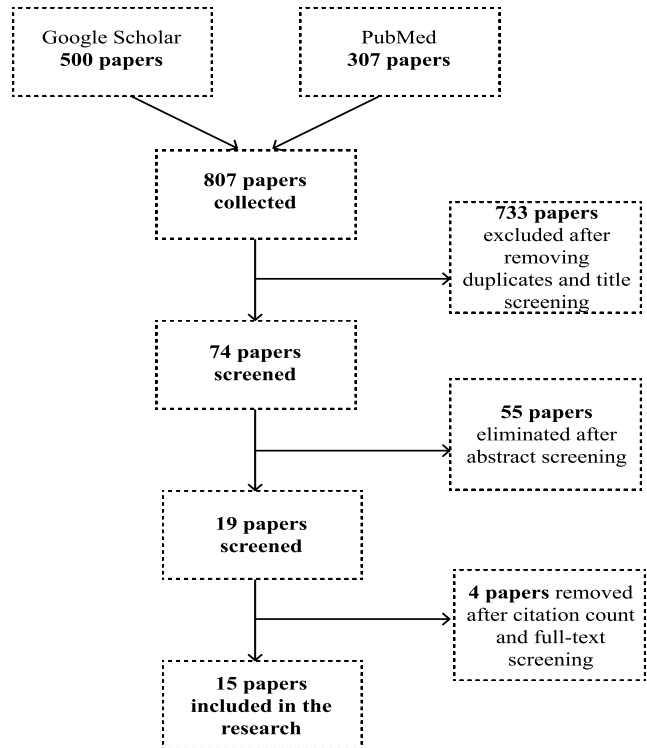 Google Scholar
500 papers
PubMed
307 papers
807 papers
collected
733 papers
excluded after
removing
duplicates and title
screening
74 papers
screened
55 papers
eliminated after
abstract screening
19 papers
screened
4 papers removed
after citation count
and full-text
screening
15 papers
included in the
research